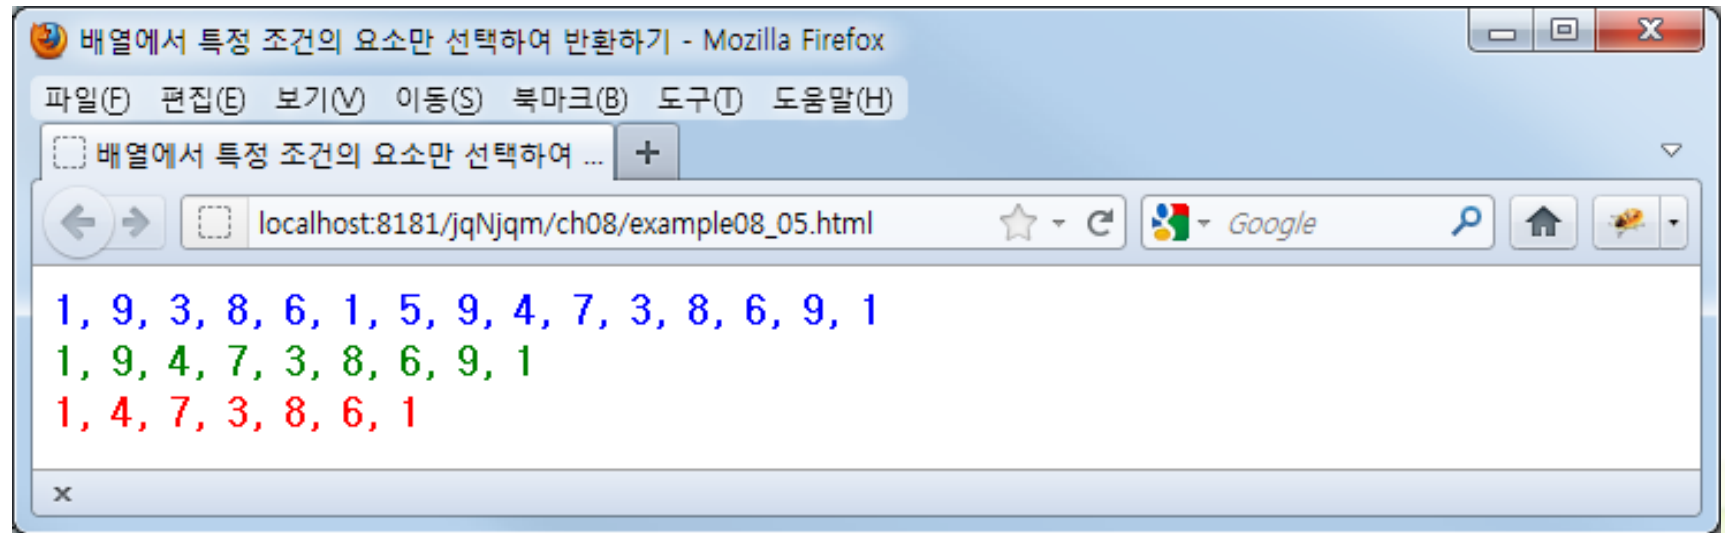 배열에서 특정 조건의 요소만 선택하여 반환하기 - Mozilla Firefox
파일(F) 편집(E) 보기(V) 이동(S) 북마크(B) 도구(T) 도움말(H)
배열에서 특정 조건의 요소만 선택하여 ...
localhost:8181/jqNjqm/ch08/example08_05.html Google
1, 9, 3, 8, 6, 1, 5, 9, 4, 7, 3, 8, 6, 9, 1
1, 9, 4, 7, 3, 8, 6, 9, 1
1, 4, 7, 3, 8, 6, 1